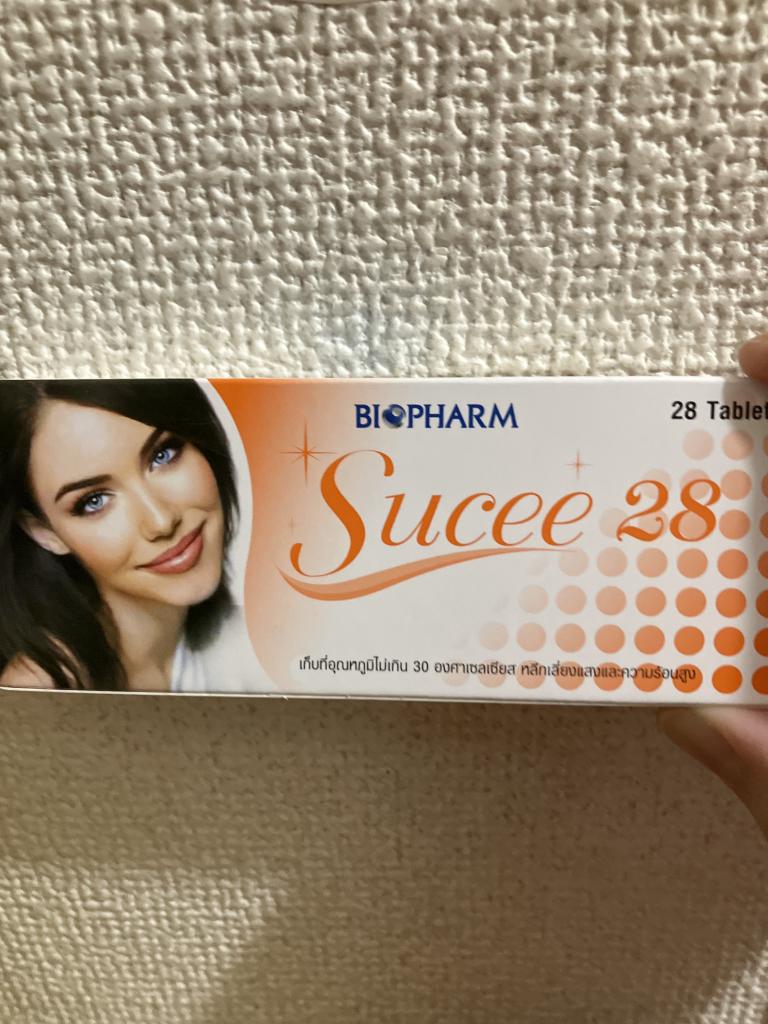 BIOPHARM
28 Tablet
Sucee 28
เก็บที่อุณหภูมิไม่เกิน 30 องศาเซลเซียส หลีกเลี่ยงแสงและความร้อนสูง